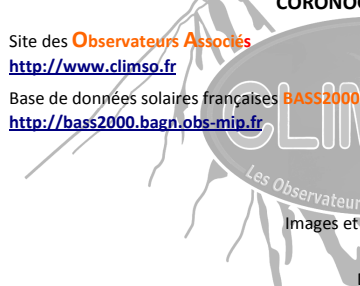 CORONOG
Site des Observateurs Associés
http://www.climso.fr
Base de données solaires françaises BASS2000
http://bass2000.bagn.obs-mip.fr
CLIM
Les Observateur
Images et